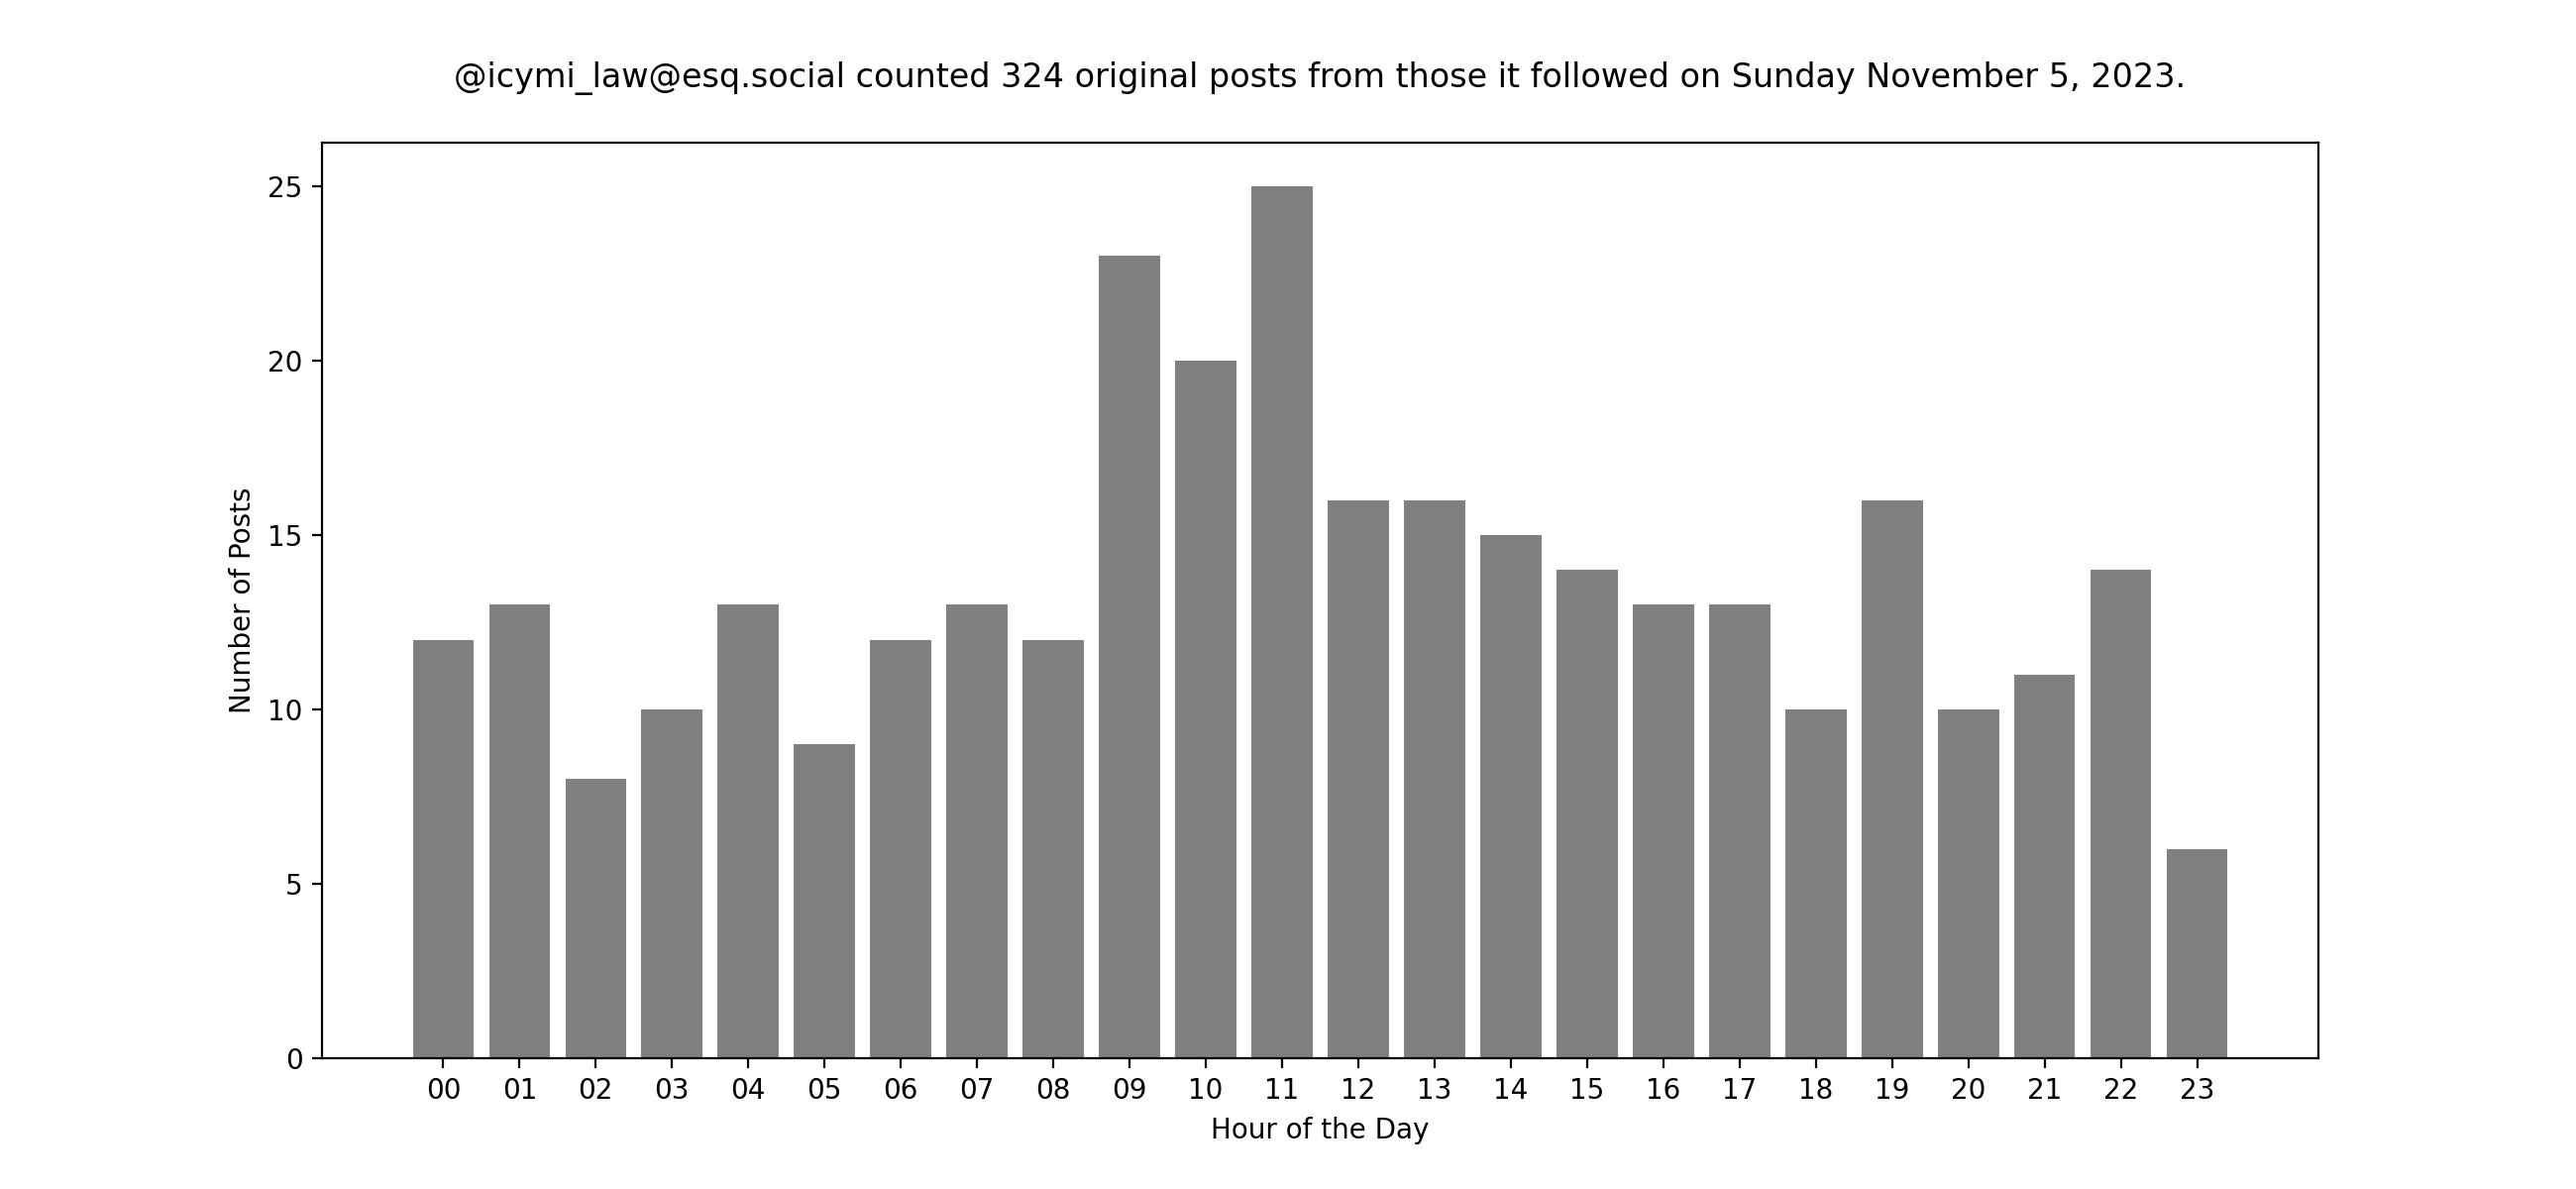 @icymi_law@esq.social counted 324 original posts from those it followed on Sunday November 5, 2023.
25
20
15
10
5
0
Number of Posts
00 01 02 03 04 05 06 07 08 09 10 11 12 13 14 15 16 17 18 19 20 21 22 23
Hour of the Day